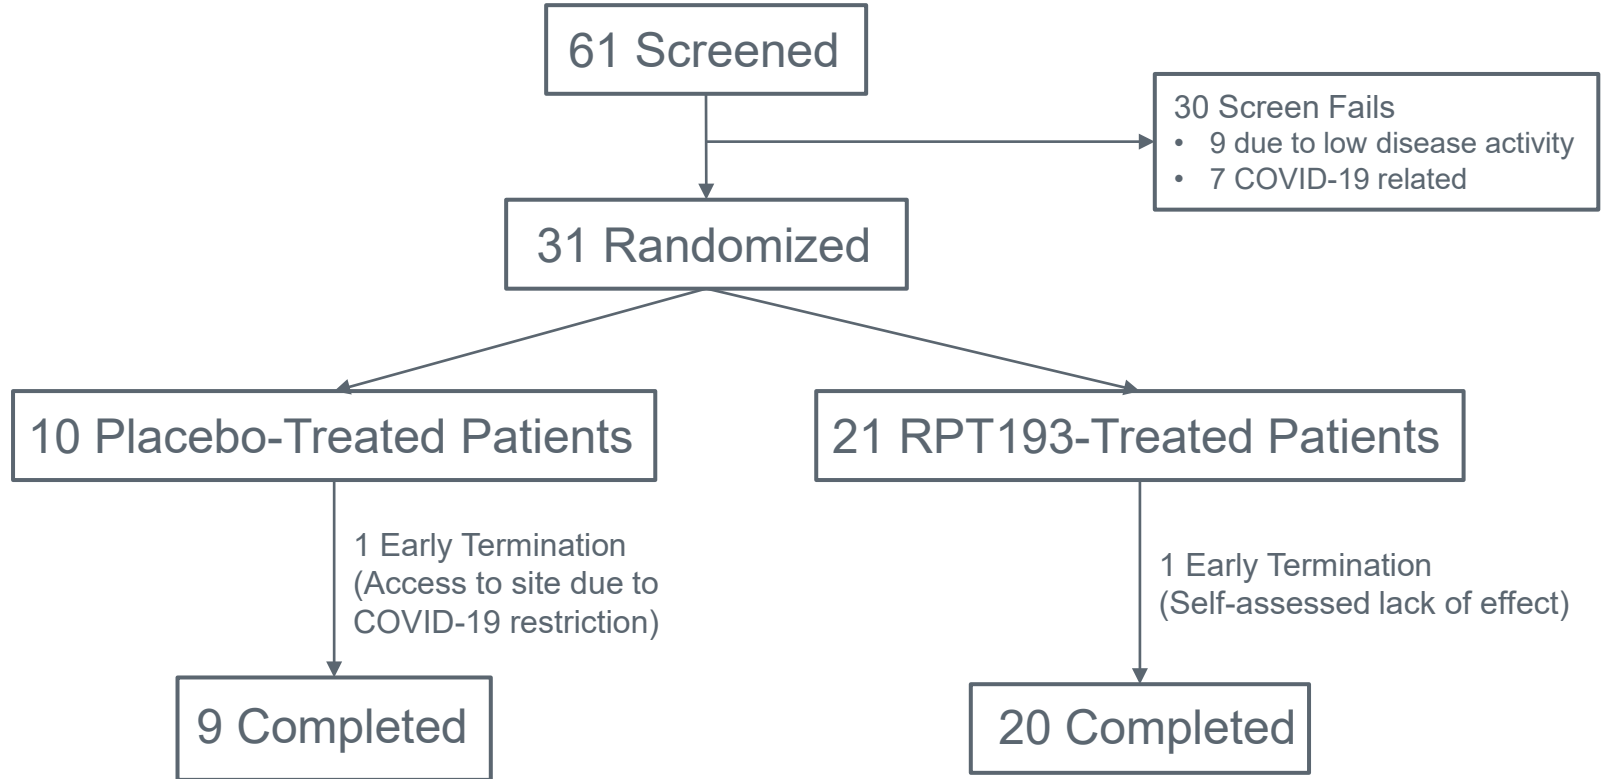 61 Screened
30 Screen Fails
• 9 due to low disease activity
• 7 COVID-19 related
31 Randomized
10 Placebo-Treated Patients
21 RPT193-Treated Patients
1 Early Termination
(Access to site due to
COVID-19 restriction)
1 Early Termination
(Self-assessed lack of effect)
9 Completed
20 Completed